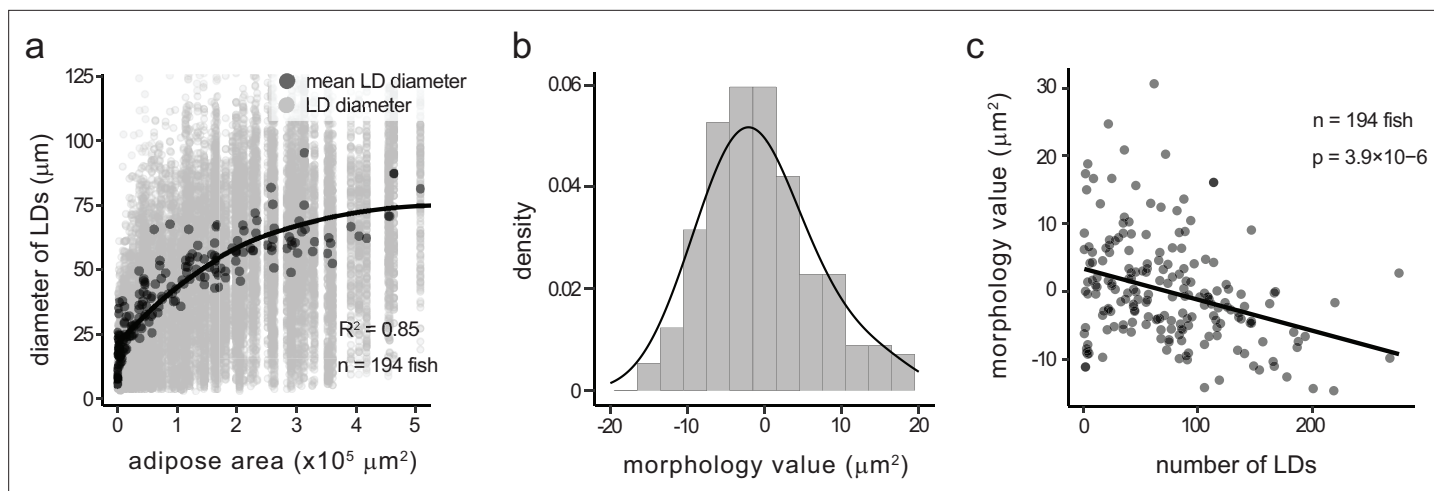 a
diameter of LDs (μm)
125
100
75
50
25
0
mean LD diameter
LD diameter
R² = 0.85
n = 194 fish
0 1 2 3 4 5
adipose area (x10⁵ μm²)
b
density
0.06
0.04
0.02
0
-20 -10 0 10 20
morphology value (μm²)
c
morphology value (μm²)
30
20
10
0
-10
n = 194 fish
p = 3.9×10−6
0 100 200
number of LDs